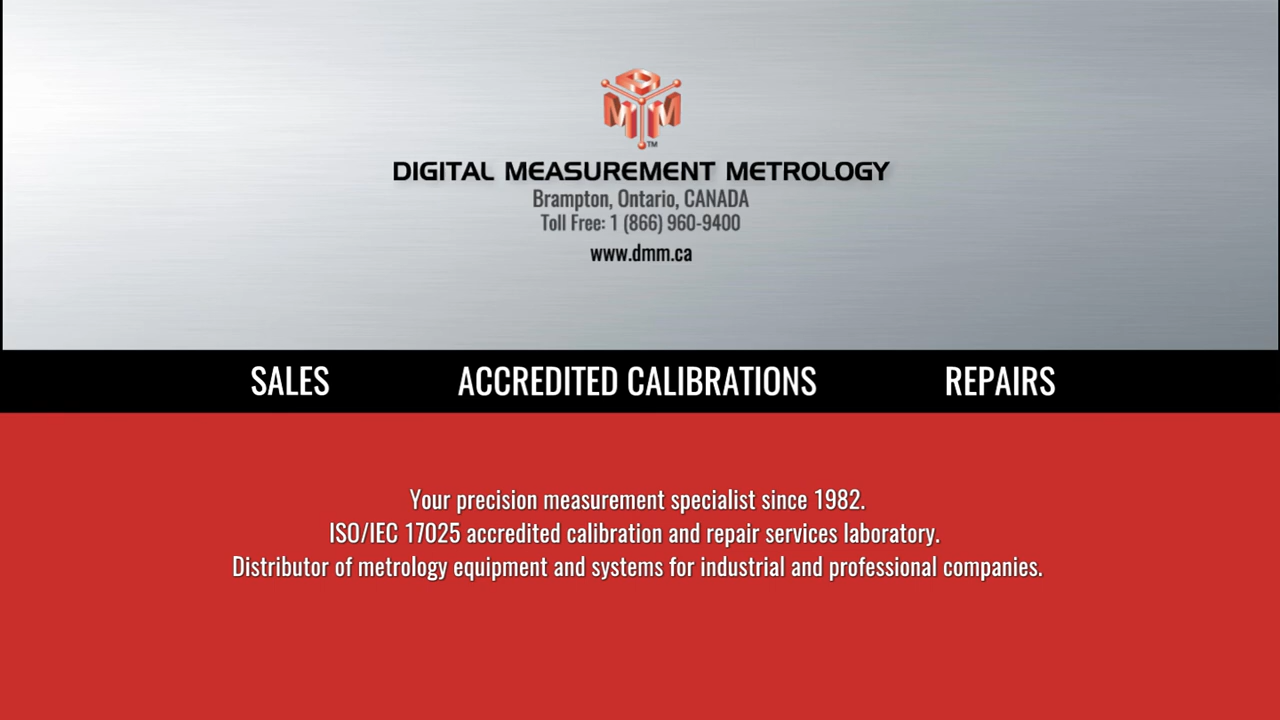 DMM
TM
DIGITAL MEASUREMENT METROLOGY
Brampton, Ontario, CANADA
Toll Free: 1 (866) 960-9400
www.dmm.ca
SALES ACCREDITED CALIBRATIONS REPAIRS
Your precision measurement specialist since 1982.
ISO/IEC 17025 accredited calibration and repair services laboratory.
Distributor of metrology equipment and systems for industrial and professional companies.